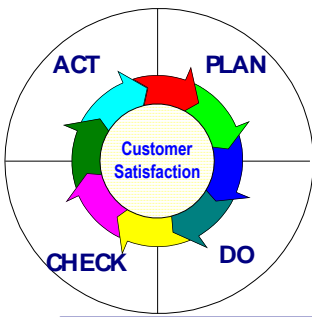 ACT
PLAN
Customer
Satisfaction
CHECK
DO